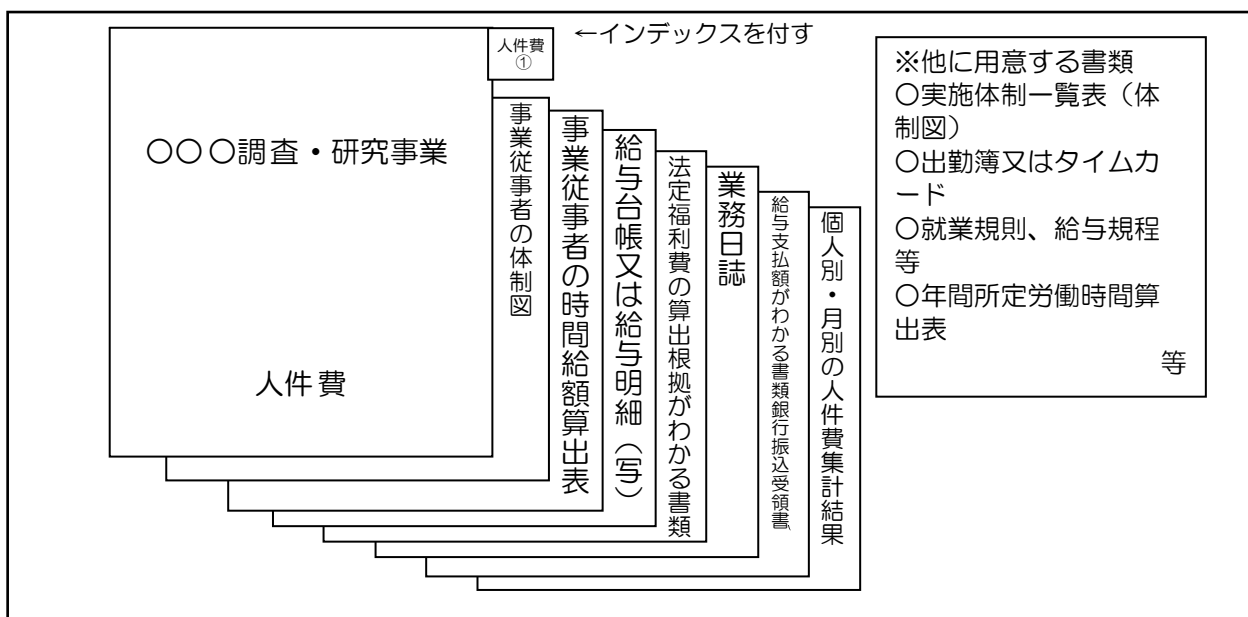 人件費
①
←インデックスを付す
〇〇〇調査・研究事業
人件費
事業従事者の体制図
事業従事者の時間給額算出表
給与台帳又は給与明細（写）
法定福利費の算出根拠がわかる書類
業務日誌
給与支払額がわかる書類銀行振込受領書、
個人別・月別の人件費集計結果
※他に用意する書類
〇実施体制一覧表（体
制図）
〇出勤簿又はタイムカ
ード
〇就業規則、給与規程
等
〇年間所定労働時間算
出表
等